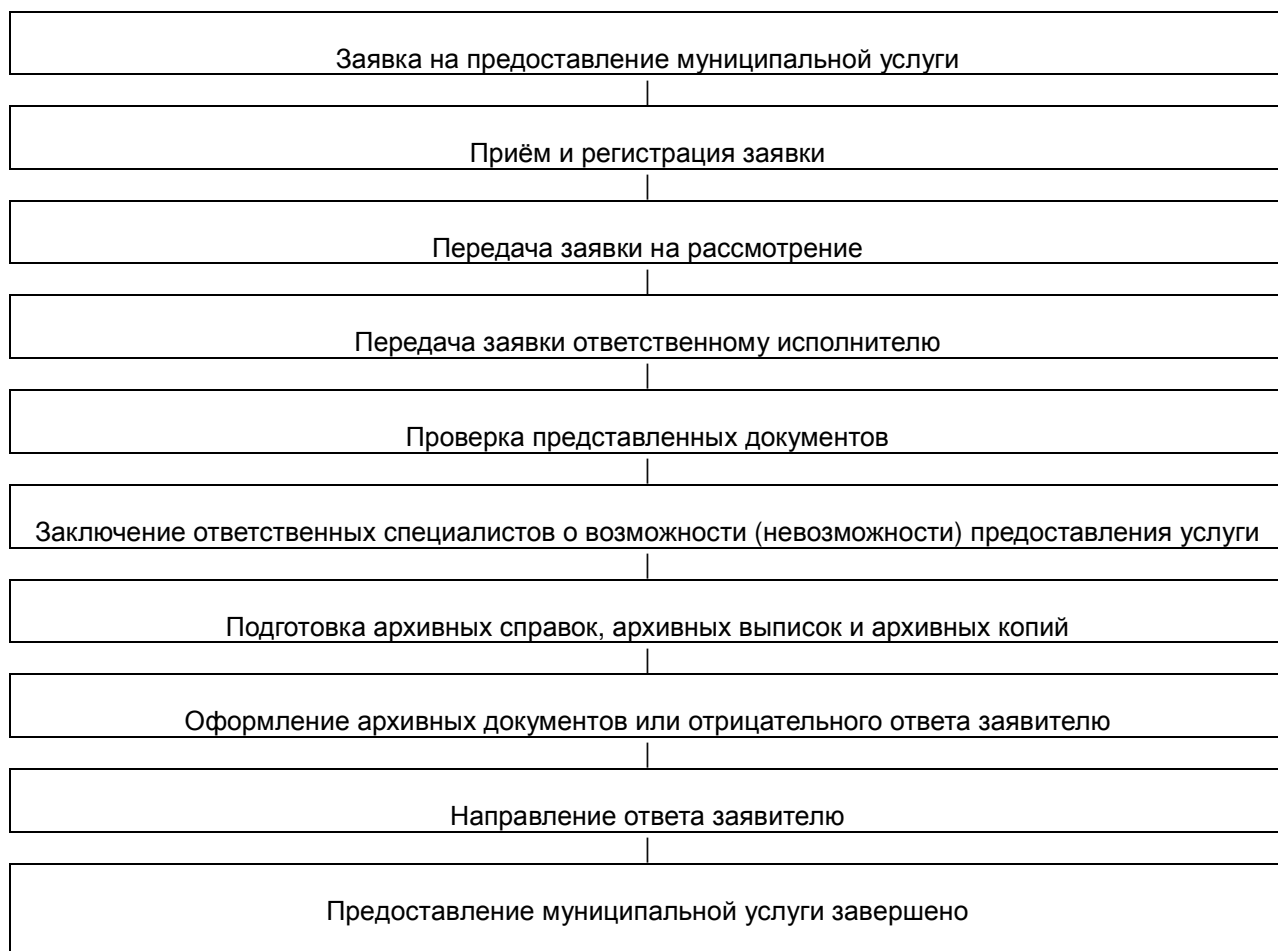 Заявка на предоставление муниципальной услуги
Приём и регистрация заявки
Передача заявки на рассмотрение
Передача заявки ответственному исполнителю
Проверка представленных документов
Заключение ответственных специалистов о возможности (невозможности) предоставления услуги
Подготовка архивных справок, архивных выписок и архивных копий
Оформление архивных документов или отрицательного ответа заявителю
Направление ответа заявителю
Предоставление муниципальной услуги завершено